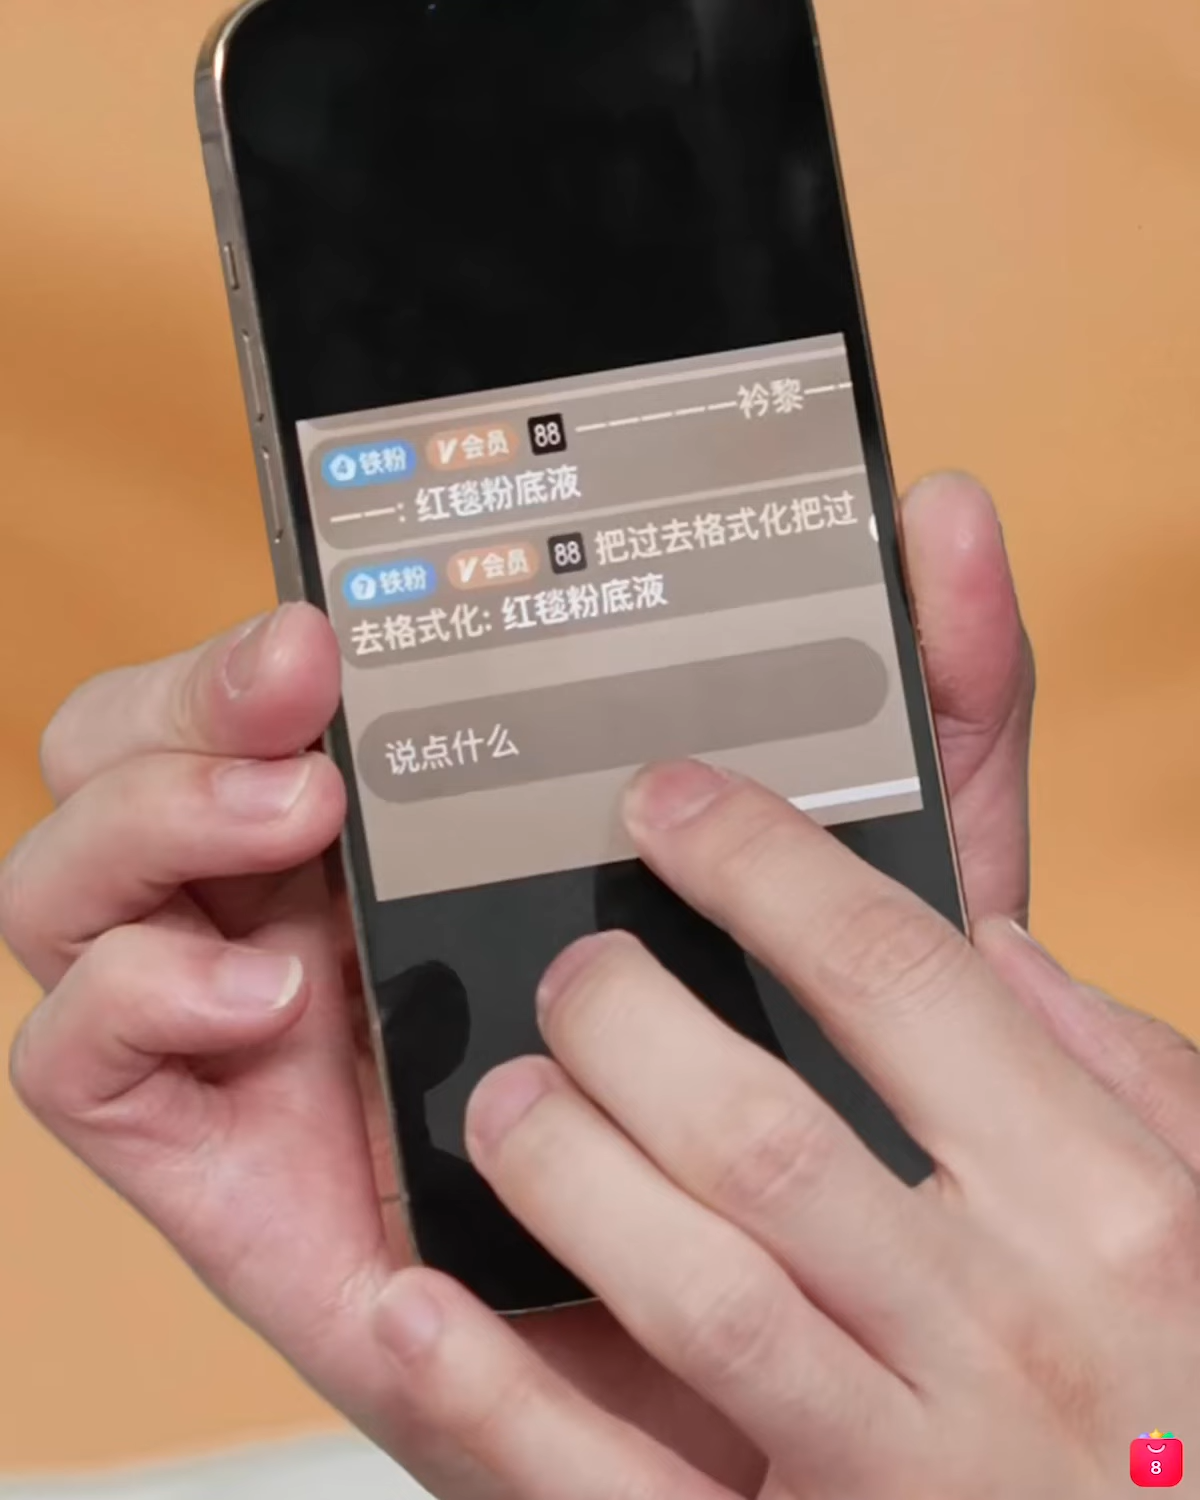 ④铁粉 V会员 88 ————— 衿黎——
——: 红毯粉底液
⑦铁粉 V会员 88 把过去格式化把过
去格式化: 红毯粉底液
说点什么
8